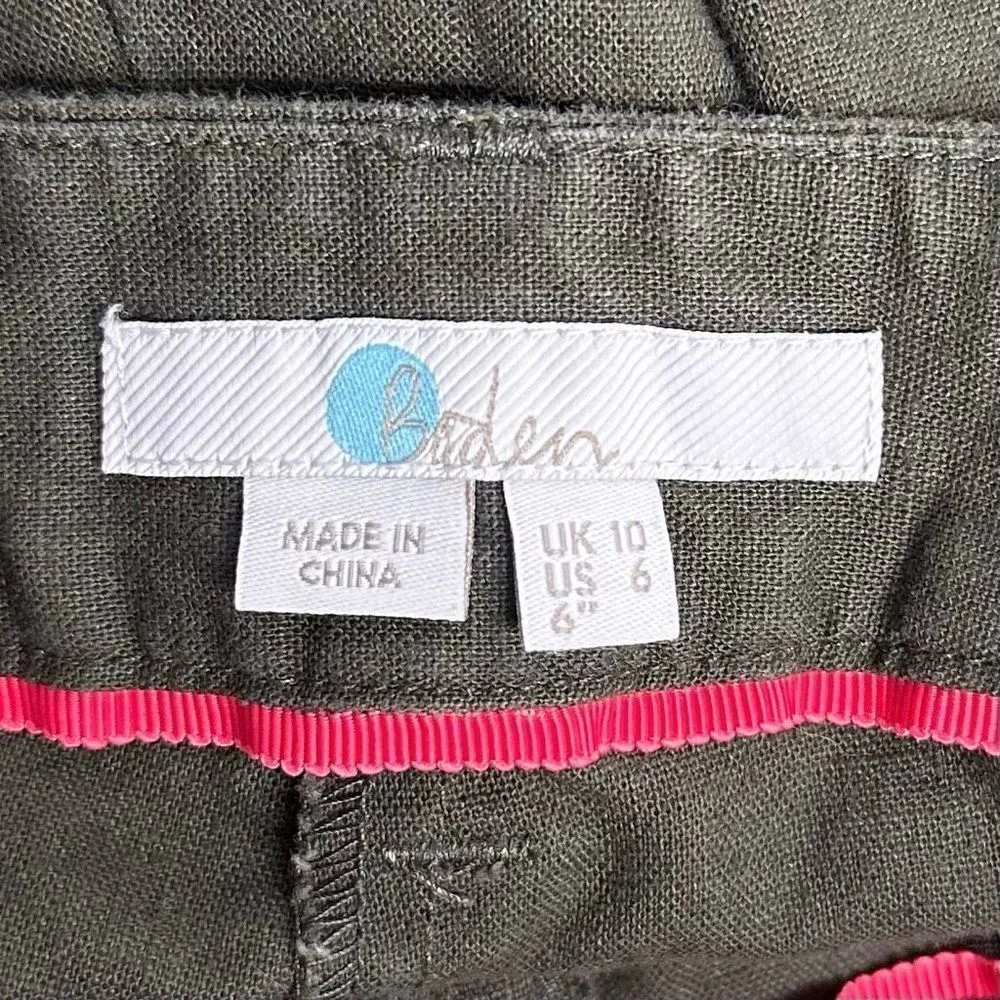 Boden
MADE IN
CHINA
UK 10
US 6
6"